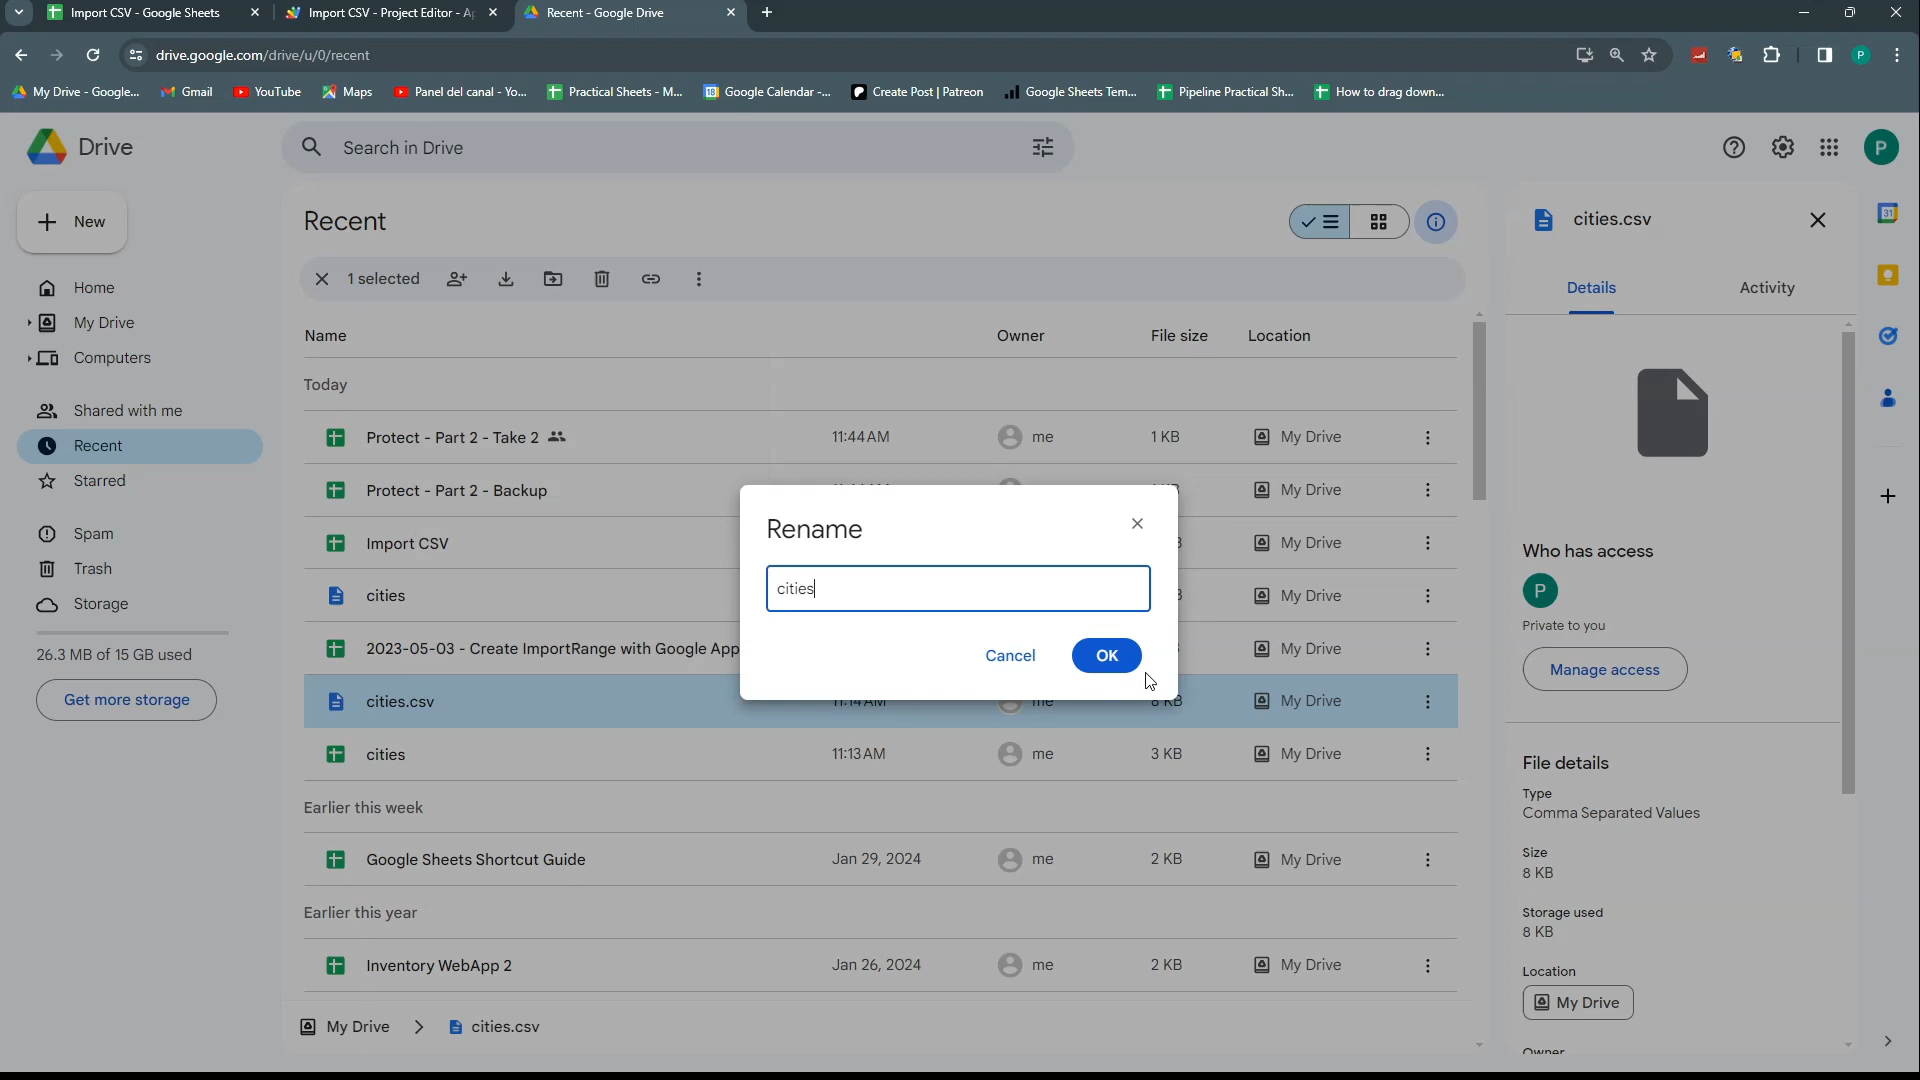 Import CSV - Google Sheets
Import CSV - Project Editor - Ap
Recent - Google Drive
drive.google.com/drive/u/0/recent
P
My Drive - Google...
Gmail
YouTube
Maps
Panel del canal - Yo...
Practical Sheets - M...
Google Calendar -...
Create Post | Patreon
Google Sheets Tem...
Pipeline Practical Sh...
How to drag down...
Drive
Search in Drive
P
New
Home
My Drive
Computers
Shared with me
Recent
Starred
Spam
Trash
Storage
26.3 MB of 15 GB used
Get more storage
Recent
1 selected
Name Owner File size Location
Today
Protect - Part 2 - Take 2 11:44 AM me 1 KB My Drive
Protect - Part 2 - Backup My Drive
Import CSV My Drive
cities My Drive
2023-05-03 - Create ImportRange with Google App My Drive
cities.csv 11:14 AM me 8 KB My Drive
cities 11:13 AM me 3 KB My Drive
Earlier this week
Google Sheets Shortcut Guide Jan 29, 2024 me 2 KB My Drive
Earlier this year
Inventory WebApp 2 Jan 26, 2024 me 2 KB My Drive
My Drive cities.csv
Rename
cities
Cancel
OK
cities.csv
Details Activity
Who has access
P
Private to you
Manage access
File details
Type
Comma Separated Values
Size
8 KB
Storage used
8 KB
Location
My Drive
Owner
31